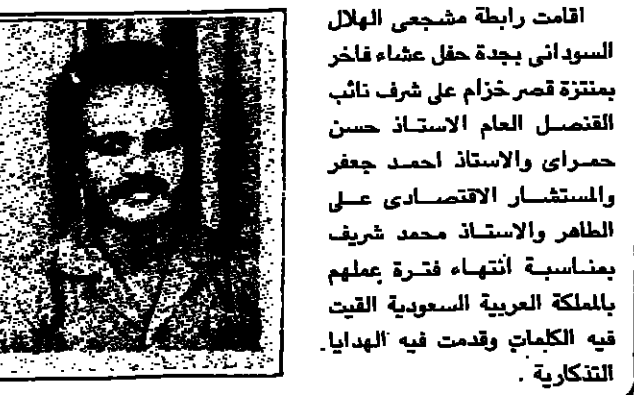 اقامت رابطة مشجعى الهلال
السودانى بجدة حفل عشاء فاخر
بمنتزة قصر خزام على شرف نائب
القنصل العام الاستاذ حسن
حمراى والاستاذ احمد جعفر
والمستشار الاقتصادى على
الطاهر والاستاذ محمد شريف
بمناسبة انتهاء فترة عملهم
بالملكة العربية السعودية القيت
فيه الكلمات وقدمت فيه الهدايا
التذكارية .